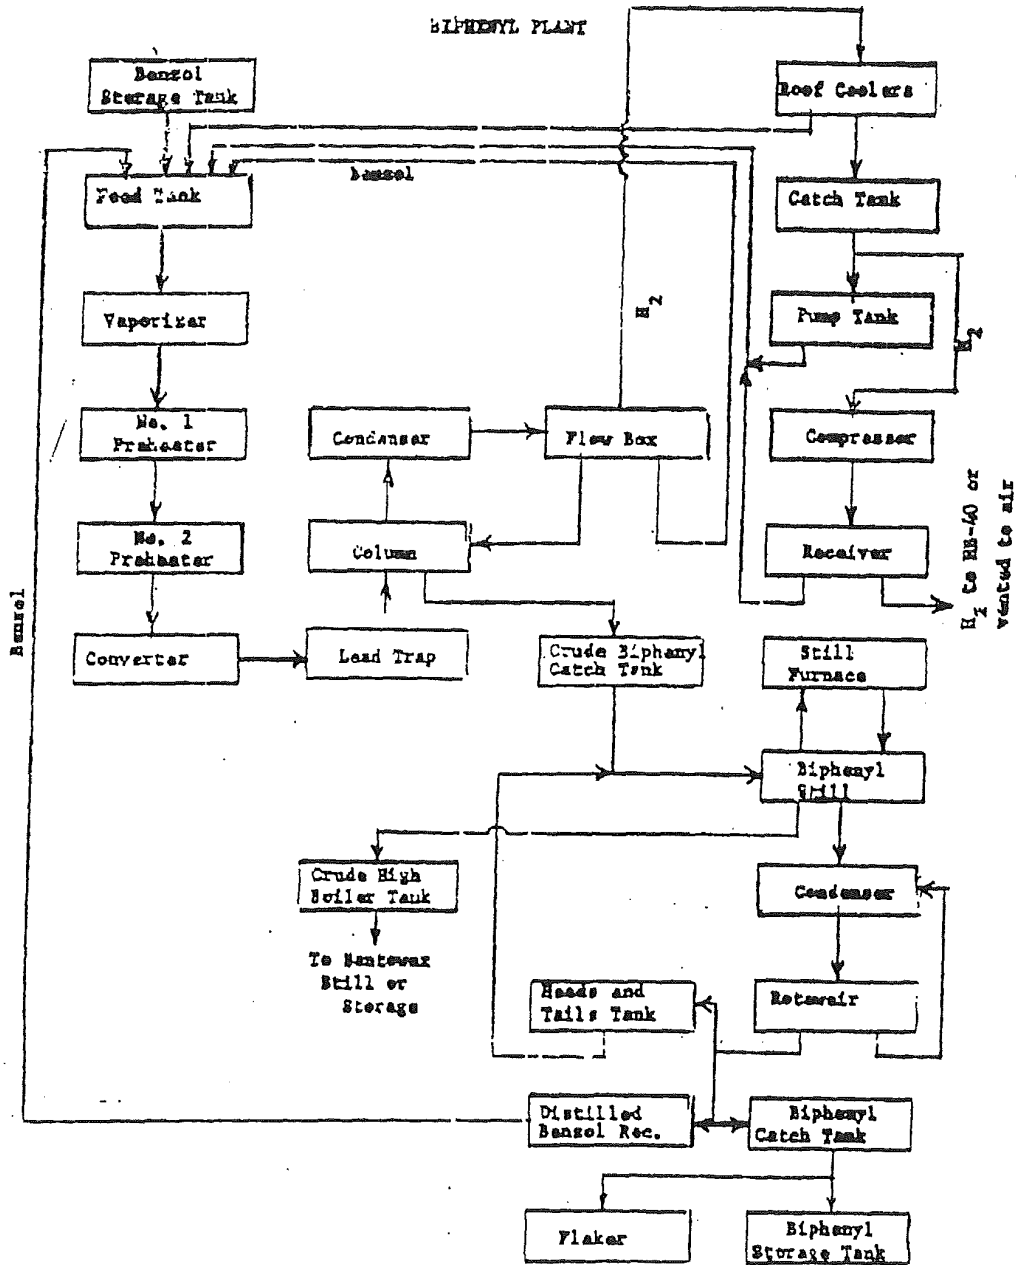 BIPHENYL PLANT
Benzol
Storage Tank
Roof Coolers
Benzol
Feed Tank
Catch Tank
Vaporizer
H2
Pump Tank
H2
No. 1
Preheater
Condenser
Flow Box
Compressor
No. 2
Preheater
Column
Receiver
H2 to HB-40 or
vented to air
Benzol
Converter
Lead Trap
Crude Biphenyl
Catch Tank
Still
Furnace
Biphenyl
Still
Crude High
Boiler Tank
Condenser
To Santowax
Still or
Storage
Heads and
Tails Tank
Rotovair
Distilled
Benzol Rec.
Biphenyl
Catch Tank
Flaker
Biphenyl
Storage Tank